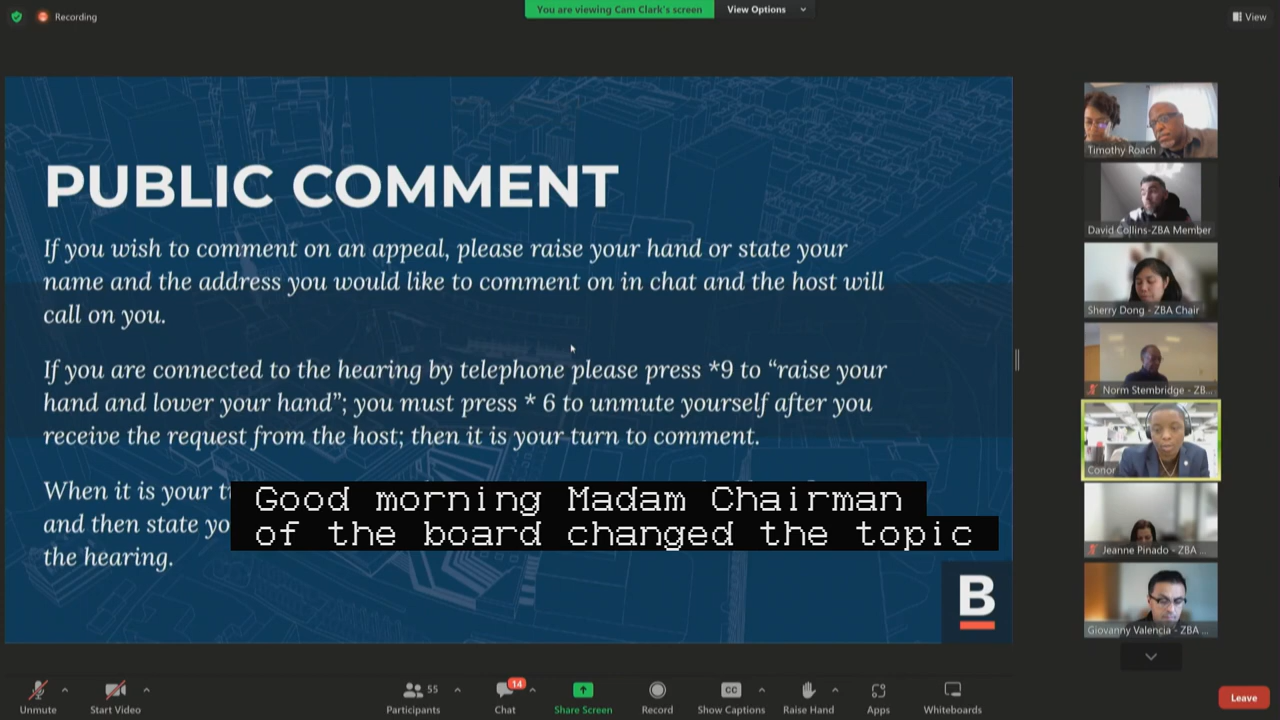 Recording
You are viewing Cam Clark's screen
View Options
View
PUBLIC COMMENT
If you wish to comment on an appeal, please raise your hand or state your
name and the address you would like to comment on in chat and the host will
call on you.
If you are connected to the hearing by telephone please press *9 to “raise your
hand and lower your hand”; you must press * 6 to unmute yourself after you
receive the request from the host; then it is your turn to comment.
When it is your
and then state
the hearing.
Good morning Madam Chairman
of the board changed the topic
B
Timothy Roach
David Collins-ZBA Member
Sherry Dong - ZBA Chair
Norm Stembridge - ZB...
Conor
Jeanne Pinado - ZBA ...
Giovanny Valencia - ZBA ...
Unmute
Start Video
55
Participants
14
Chat
Share Screen
Record
CC
Show Captions
Raise Hand
Apps
Whiteboards
Leave